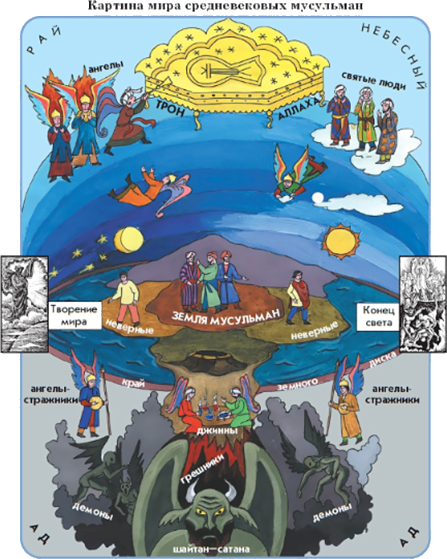 Картина мира средневековых мусульман
РАЙ
НЕБЕСНЫЙ
ангелы
святые люди
ТРОН
АЛЛАХА
Творение
мира
неверные
ЗЕМЛЯ МУСУЛЬМАН
неверные
Конец
света
ангелы-
стражники
край
земного
диска
ангелы-
стражники
джинны
грешники
демоны
демоны
АД
АД
шайтан-сатана